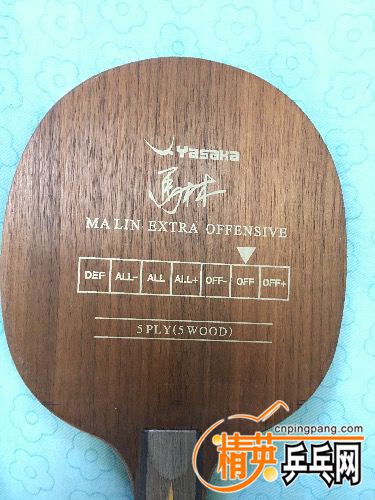 Yasaka
馬林
MA LIN EXTRA OFFENSIVE
DEF ALL- ALL ALL+ OFF- OFF OFF+
5 PLY (5 WOOD)
cnpingpang.com
精英乒乓网